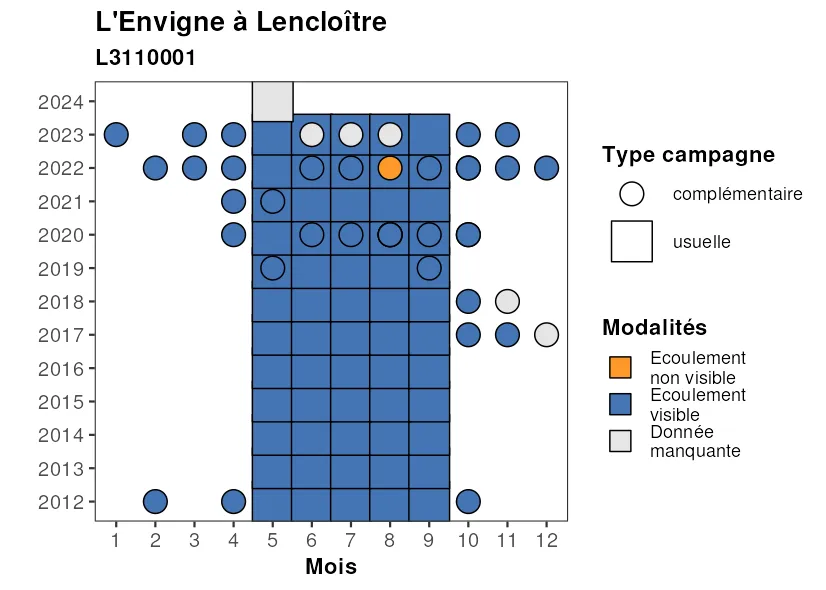 L'Envigne à Lencloître
L3110001
2024
2023
2022
2021
2020
2019
2018
2017
2016
2015
2014
2013
2012
1 2 3 4 5 6 7 8 9 10 11 12
Mois
Type campagne
complémentaire
usuelle
Modalités
Ecoulement
non visible
Ecoulement
visible
Donnée
manquante